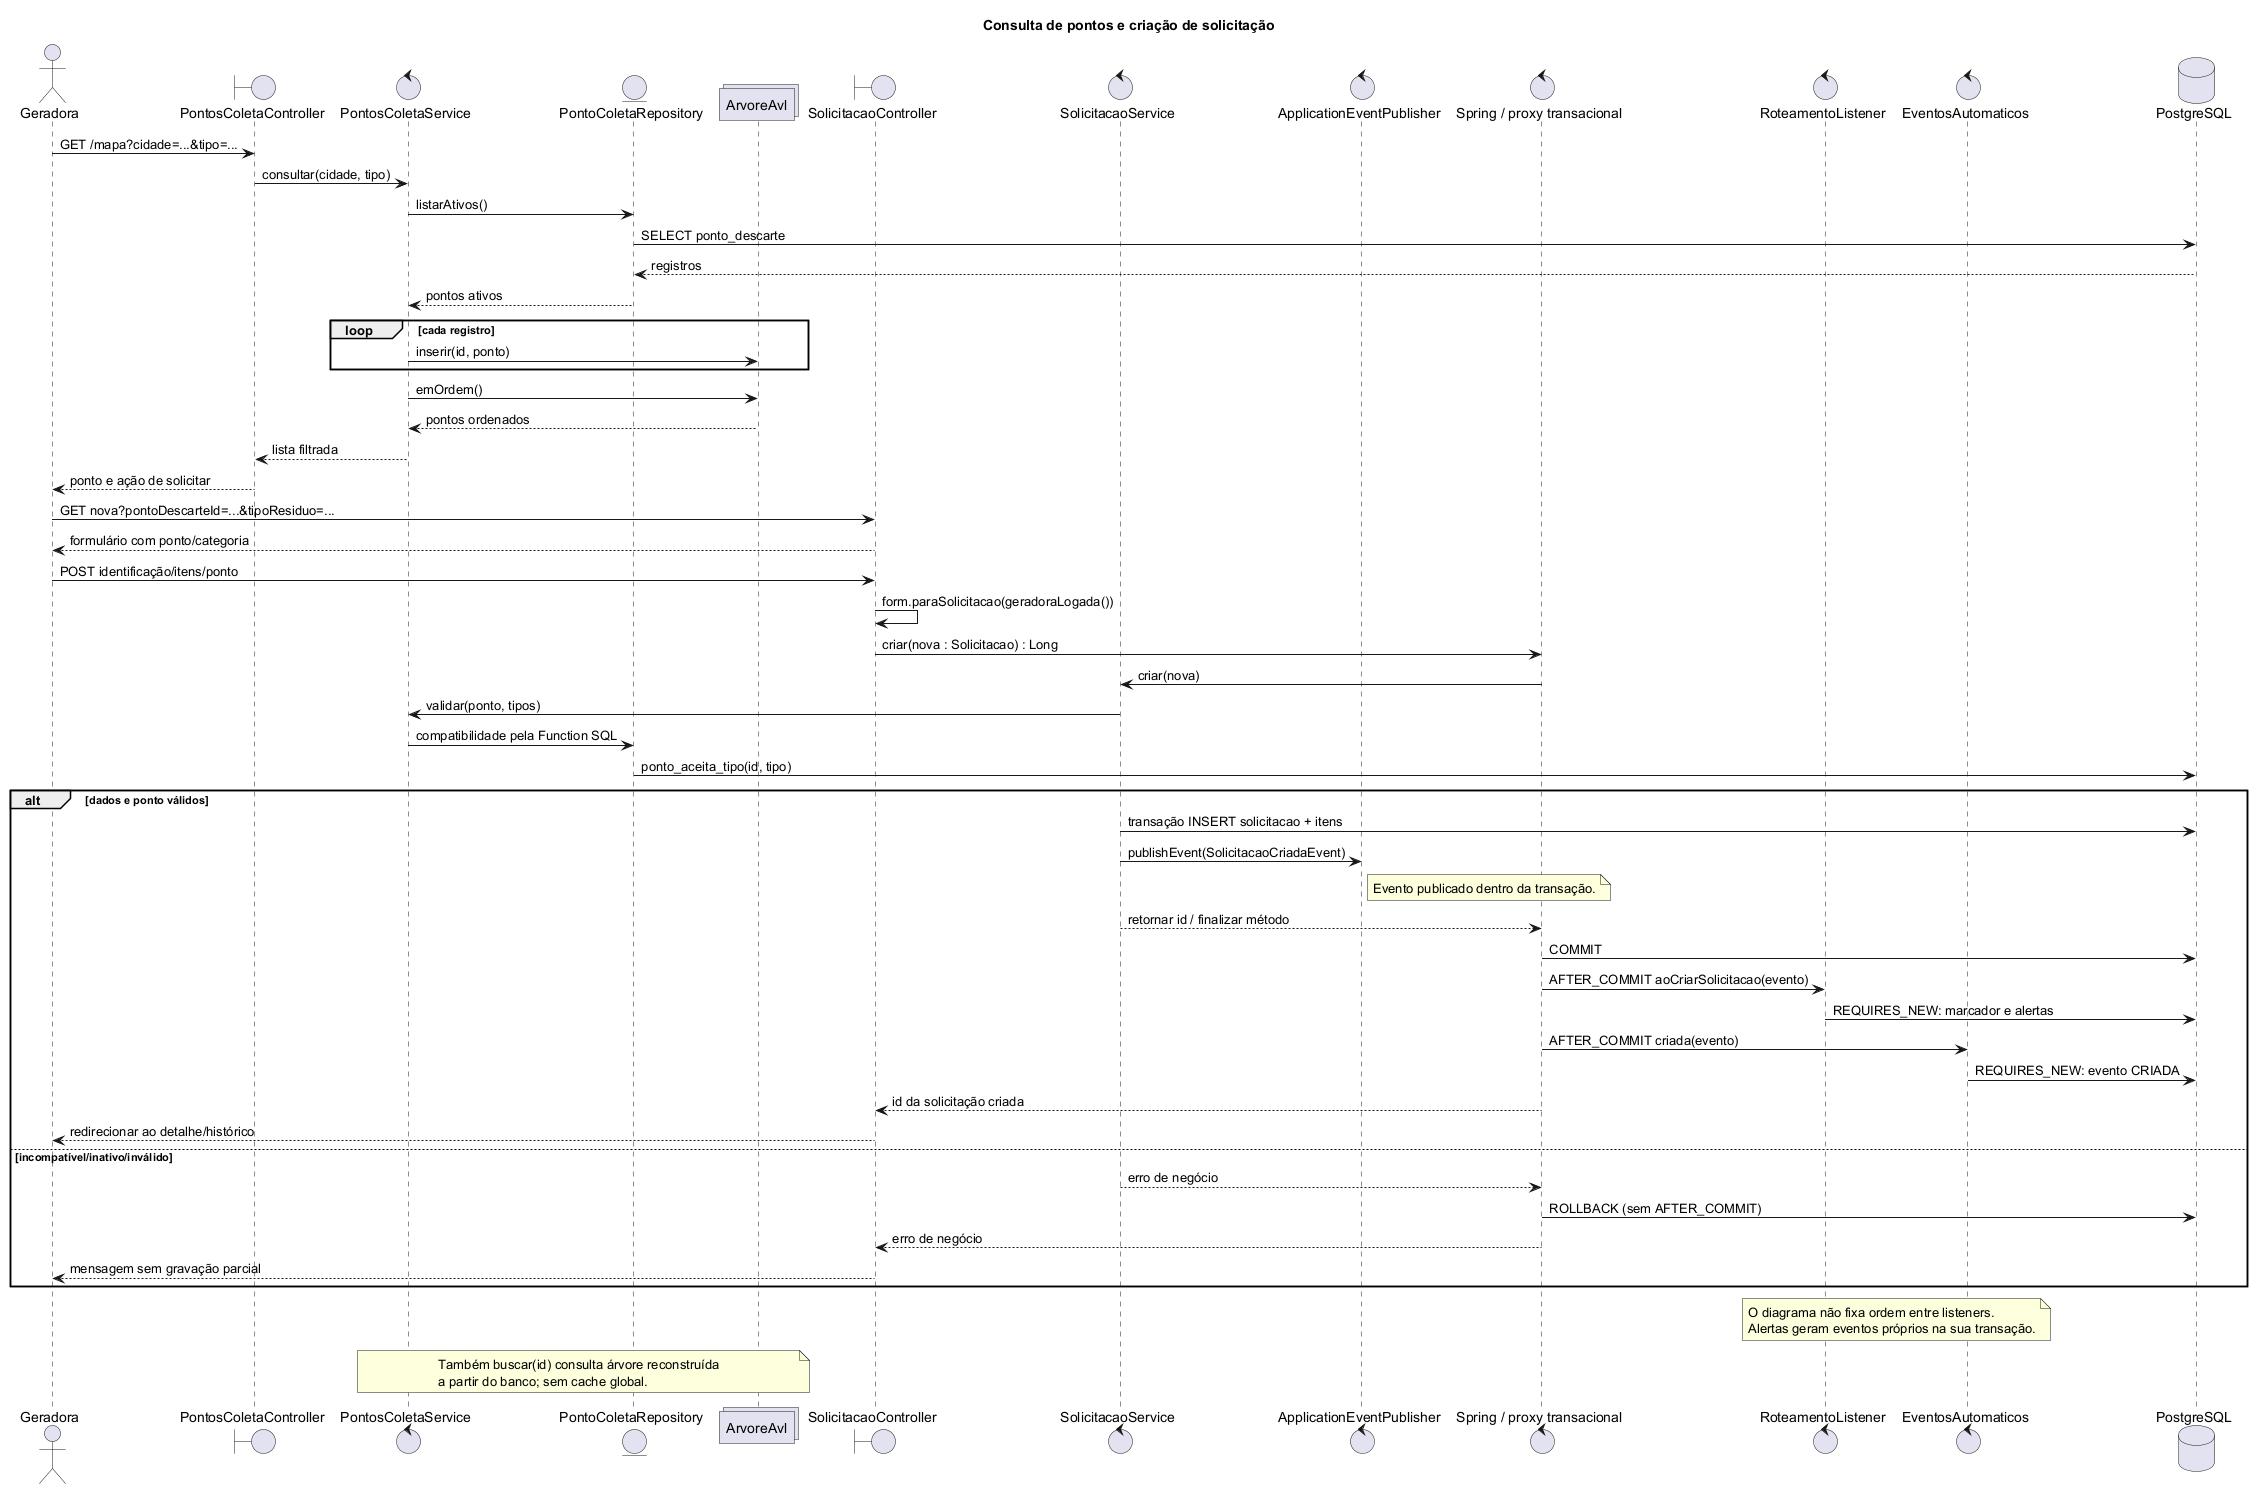 Consulta de pontos e criação de solicitação
Geradora
PontosColetaController
PontosColetaService
PontoColetaRepository
ArvoreAvl
SolicitacaoController
SolicitacaoService
ApplicationEventPublisher
Spring / proxy transacional
RoteamentoListener
EventosAutomaticos
PostgreSQL
GET /mapa?cidade=...&tipo=...
consultar(cidade, tipo)
listarAtivos()
SELECT ponto_descarte
registros
pontos ativos
loop
[cada registro]
inserir(id, ponto)
emOrdem()
pontos ordenados
lista filtrada
ponto e ação de solicitar
GET nova?pontoDescarteId=...&tipoResiduo=...
formulário com ponto/categoria
POST identificação/itens/ponto
form.paraSolicitacao(geradoraLogada())
criar(nova : Solicitacao) : Long
criar(nova)
validar(ponto, tipos)
compatibilidade pela Function SQL
ponto_aceita_tipo(id, tipo)
alt
[dados e ponto válidos]
transação INSERT solicitacao + itens
publishEvent(SolicitacaoCriadaEvent)
Evento publicado dentro da transação.
retornar id / finalizar método
COMMIT
AFTER_COMMIT aoCriarSolicitacao(evento)
REQUIRES_NEW: marcador e alertas
AFTER_COMMIT criada(evento)
REQUIRES_NEW: evento CRIADA
id da solicitação criada
redirecionar ao detalhe/histórico
[incompatível/inativo/inválido]
erro de negócio
ROLLBACK (sem AFTER_COMMIT)
erro de negócio
mensagem sem gravação parcial
O diagrama não fixa ordem entre listeners.
Alertas geram eventos próprios na sua transação.
Também buscar(id) consulta árvore reconstruída
a partir do banco; sem cache global.
Geradora
PontosColetaController
PontosColetaService
PontoColetaRepository
ArvoreAvl
SolicitacaoController
SolicitacaoService
ApplicationEventPublisher
Spring / proxy transacional
RoteamentoListener
EventosAutomaticos
PostgreSQL